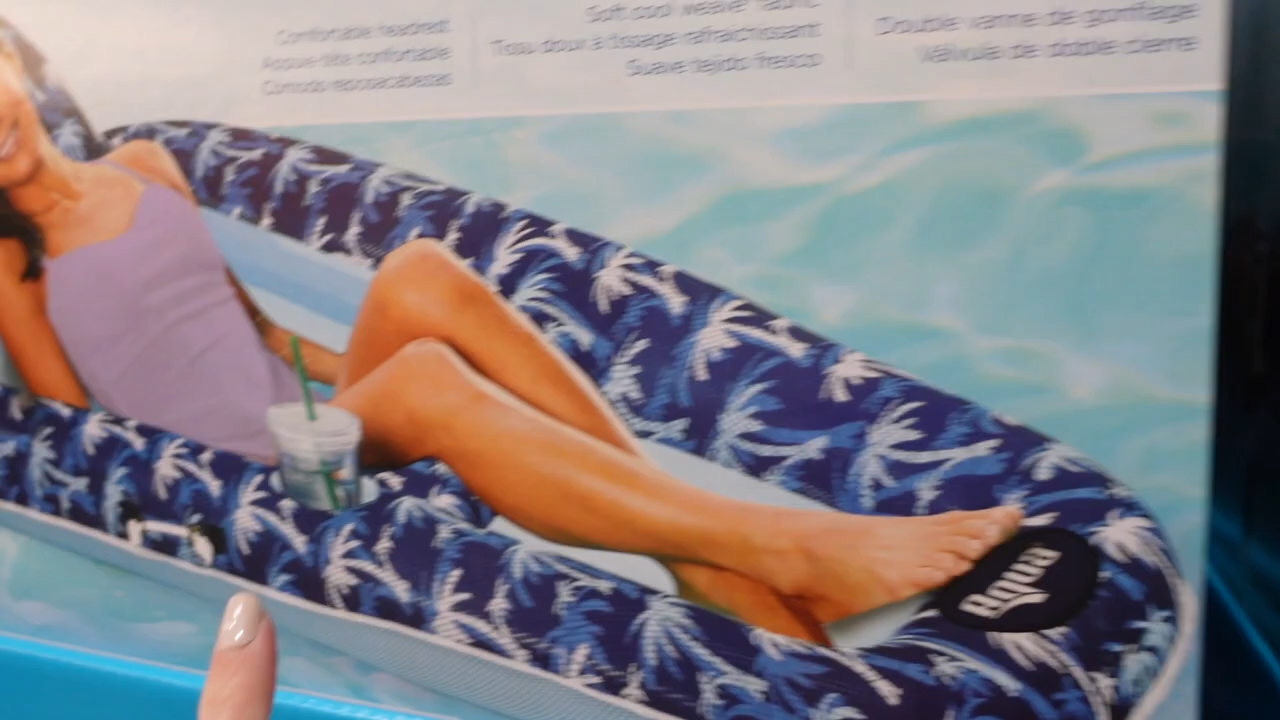 Comfortable headrest
Appuie-tête confortable
Cómodo reposacabezas
Soft cool weave fabric
Tissu doux à tissage rafraîchissant
Suave tejido fresco
Double vanne de gonflage
Válvula de doble cierre
Aqua